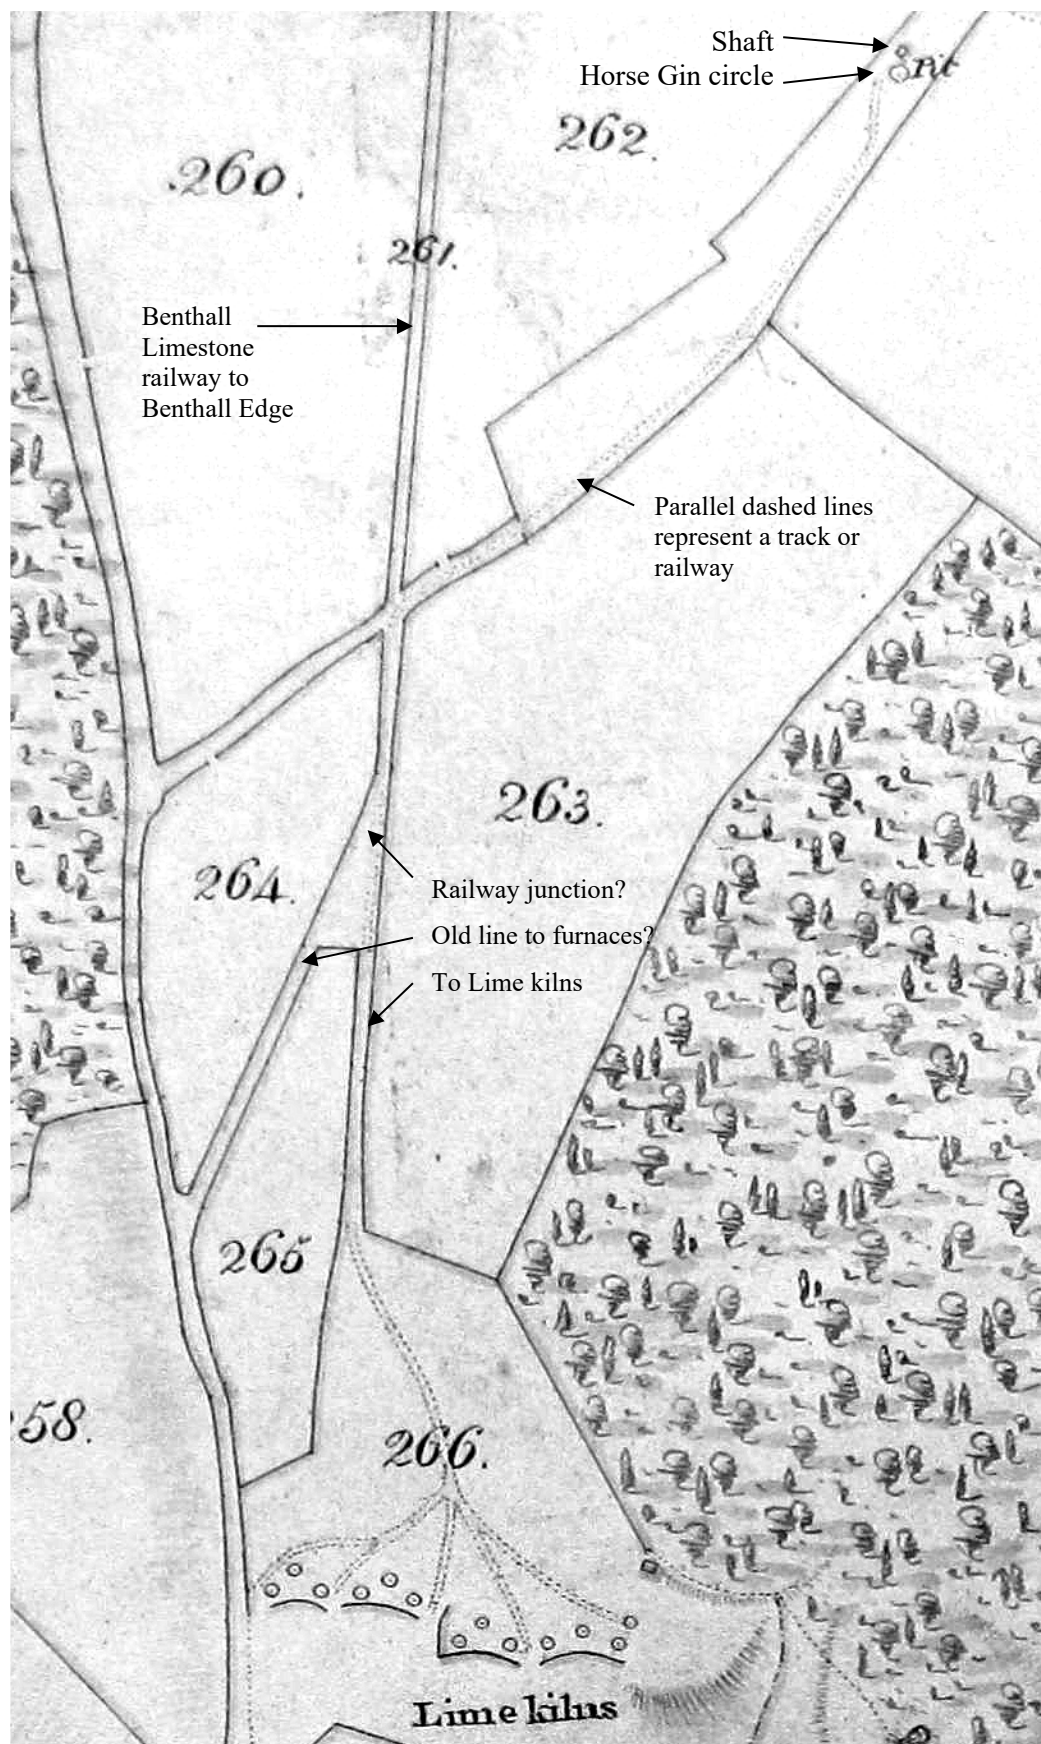 Shaft
Horse Gin circle
Pit
262.
260.
261.
Benthall
Limestone
railway to
Benthall Edge
Parallel dashed lines
represent a track or
railway
263.
264.
Railway junction?
Old line to furnaces?
To Lime kilns
265
58.
266.
Lime kilns